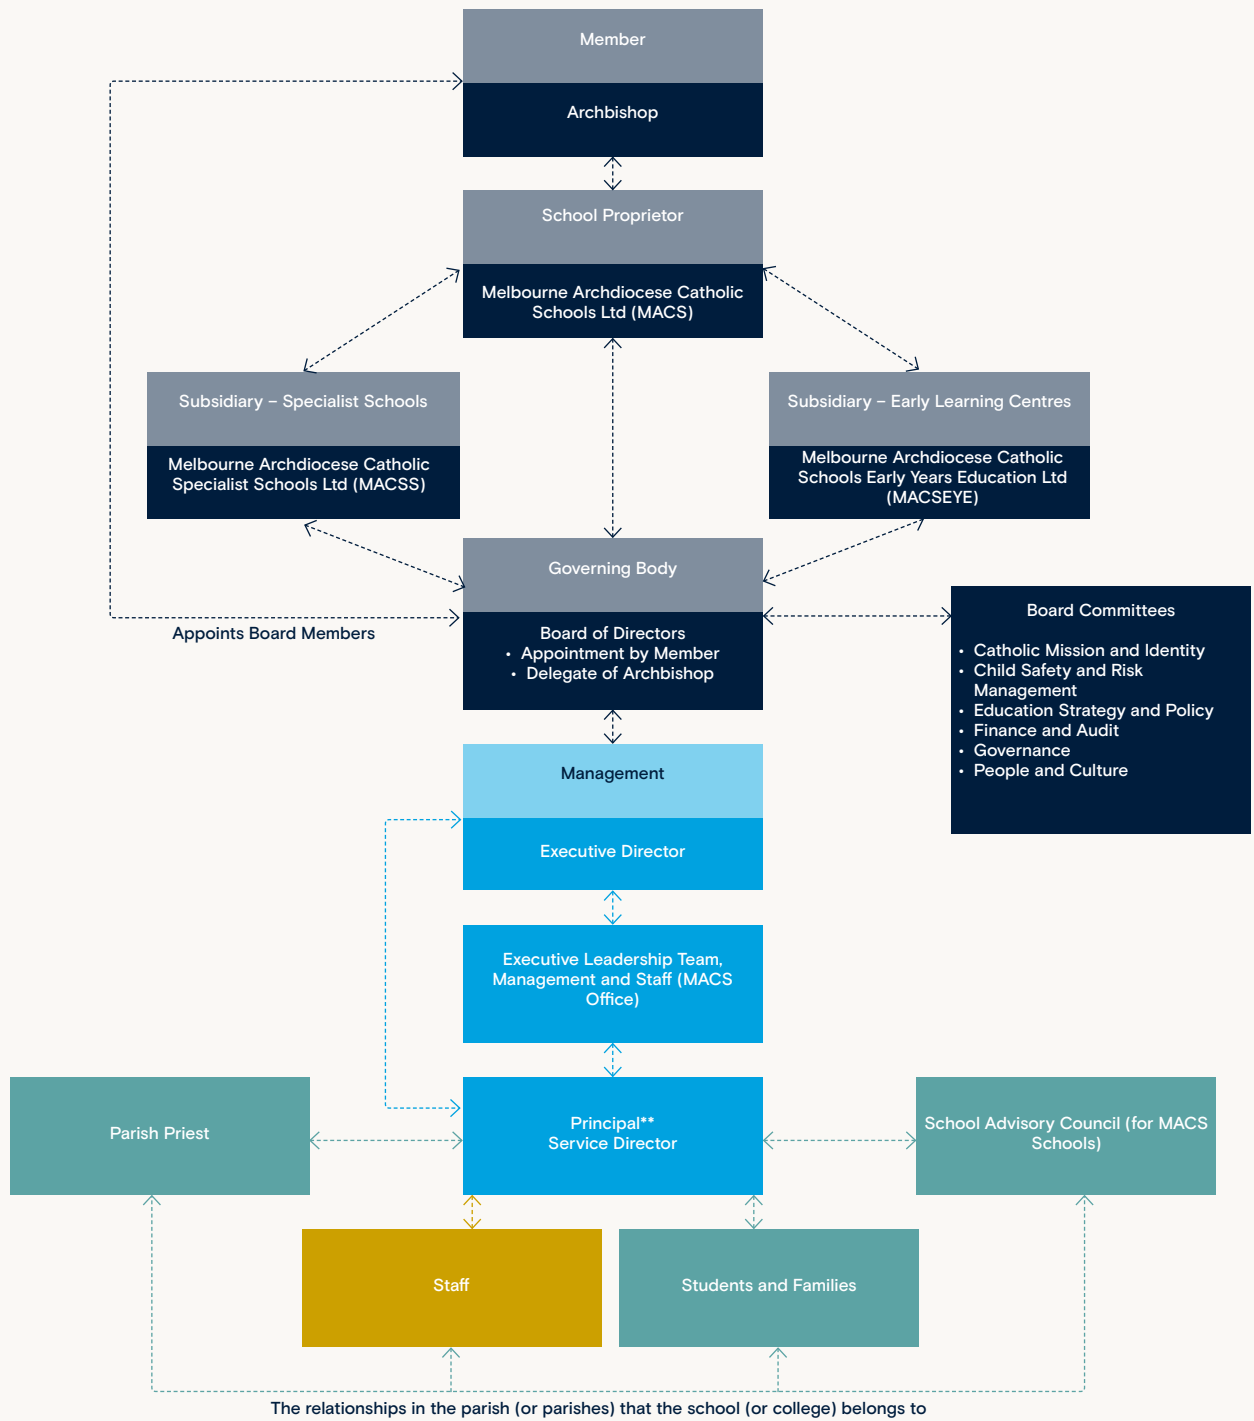 Member
Archbishop
School Proprietor
Melbourne Archdiocese Catholic
Schools Ltd (MACS)
Subsidiary – Specialist Schools
Melbourne Archdiocese Catholic
Specialist Schools Ltd (MACSS)
Subsidiary – Early Learning Centres
Melbourne Archdiocese Catholic
Schools Early Years Education Ltd
(MACSEYE)
Governing Body
Board of Directors
• Appointment by Member
• Delegate of Archbishop
Appoints Board Members
Board Committees
• Catholic Mission and Identity
• Child Safety and Risk
Management
• Education Strategy and Policy
• Finance and Audit
• Governance
• People and Culture
Management
Executive Director
Executive Leadership Team,
Management and Staff (MACS
Office)
Parish Priest
Principal**
Service Director
School Advisory Council (for MACS
Schools)
Staff
Students and Families
The relationships in the parish (or parishes) that the school (or college) belongs to